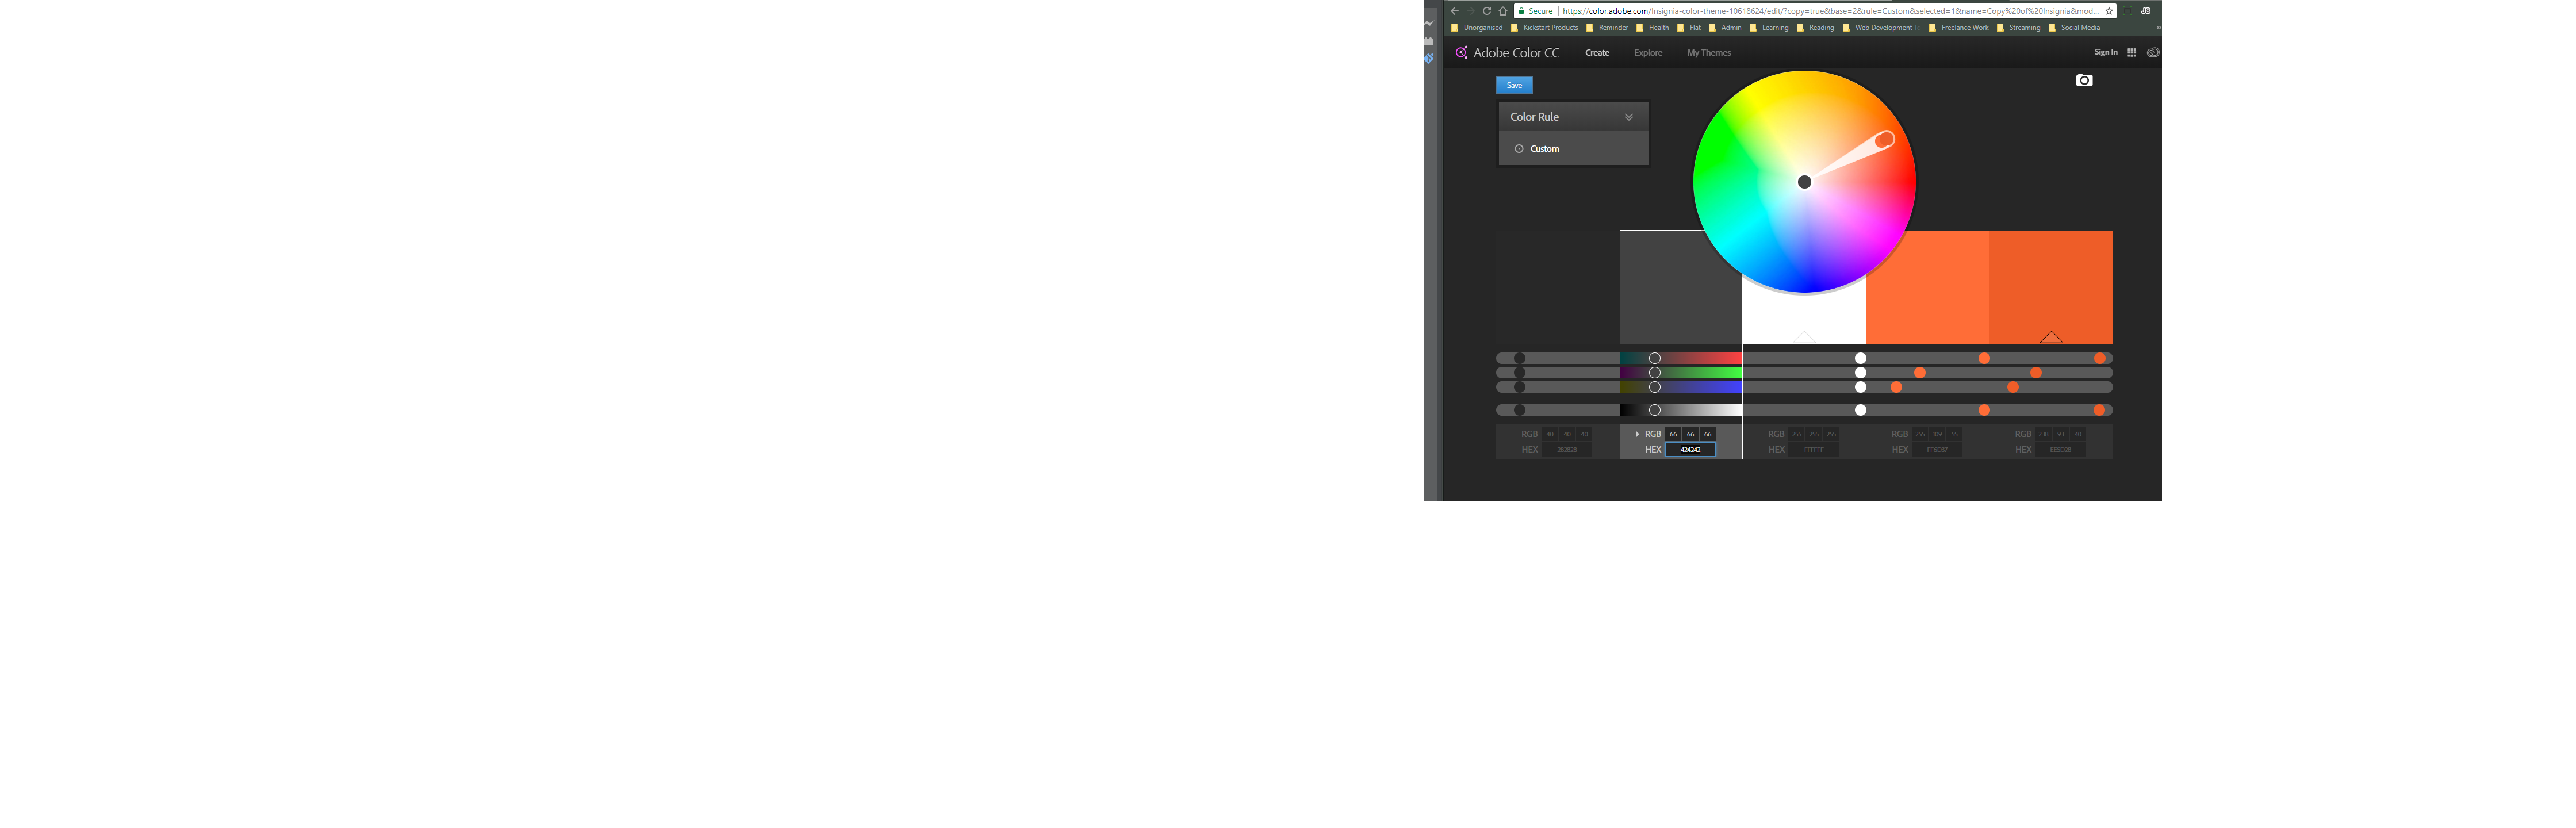 Secure https://color.adobe.com/Insignia-color-theme-10618624/edit/?copy=true&base=2&rule=Custom&selected=1&name=Copy%20of%20Insignia&mod...
Unorganised Kickstart Products Reminder Health Flat Admin Learning Reading Web Development Freelance Work Streaming Social Media
Adobe Color CC Create Explore My Themes Sign In
Save
Color Rule
Custom
RGB 40 40 40 RGB 66 66 66 RGB 255 255 255 RGB 255 109 55 RGB 238 93 40
HEX 282828 HEX 424242 HEX FFFFFF HEX FF6D37 HEX EE5D28